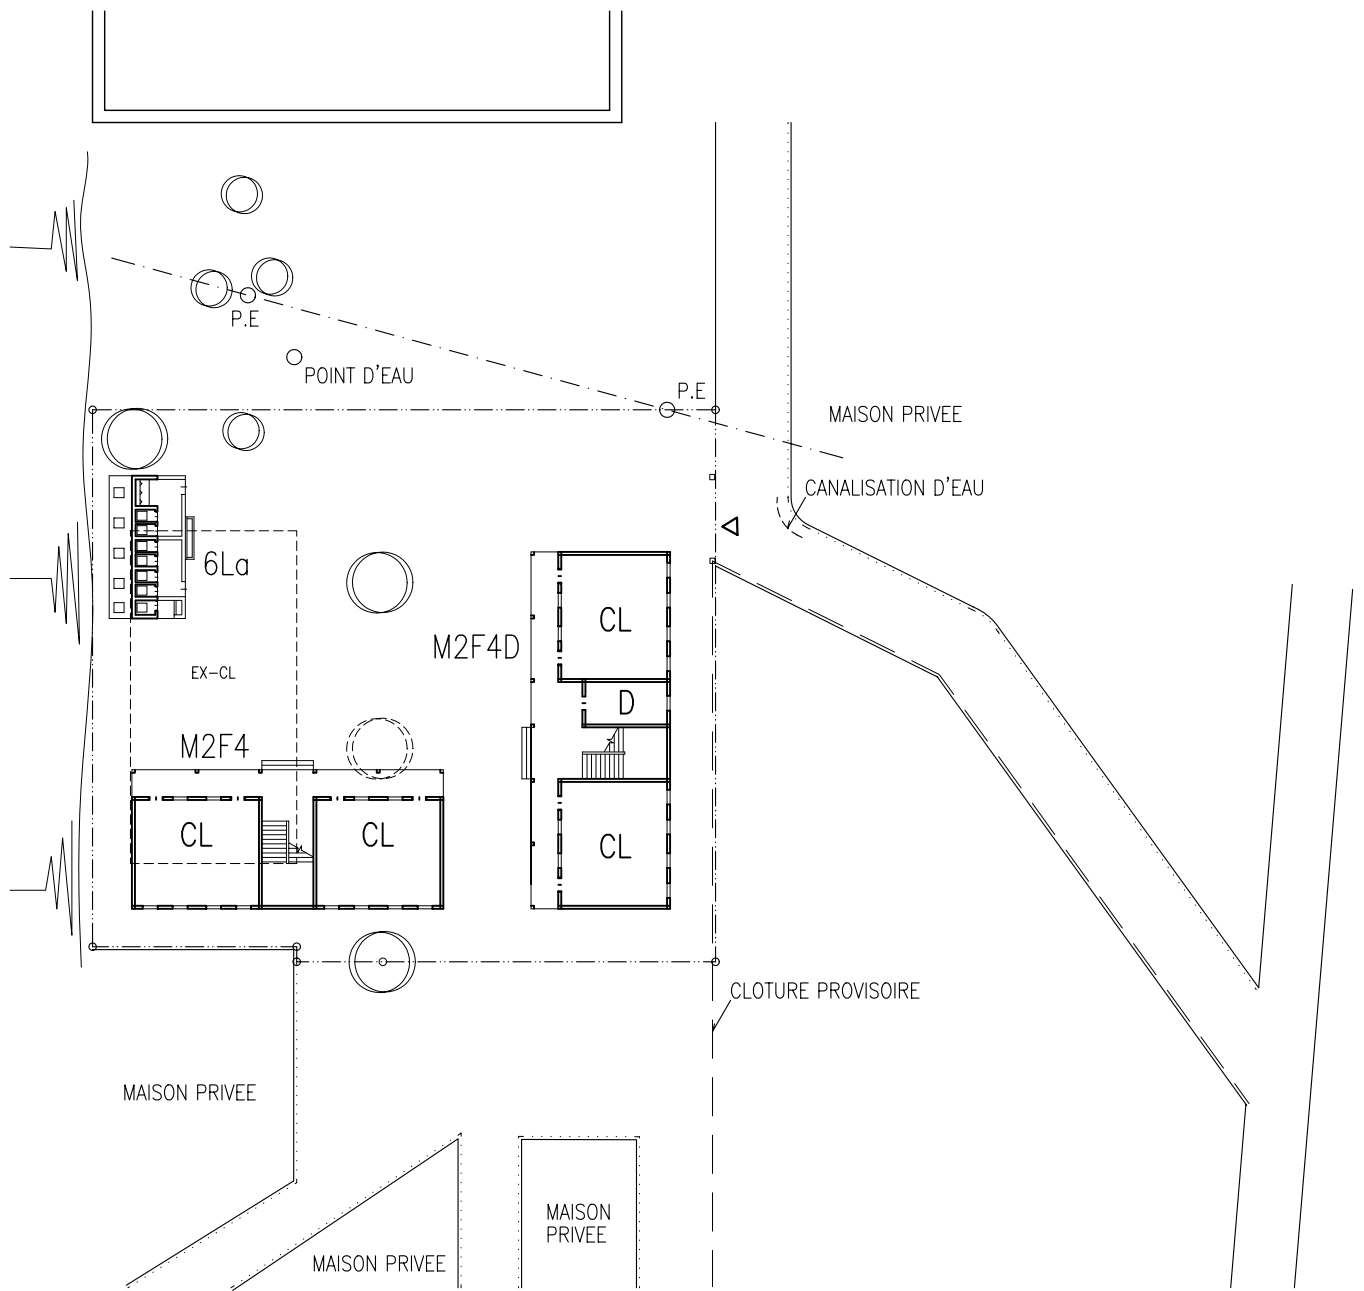 P.E
POINT D'EAU
P.E
MAISON PRIVEE
CANALISATION D'EAU
6La
CL
M2F4D
EX-CL
D
M2F4
CL
CL
CL
CLOTURE PROVISOIRE
MAISON PRIVEE
MAISON
PRIVEE
MAISON PRIVEE